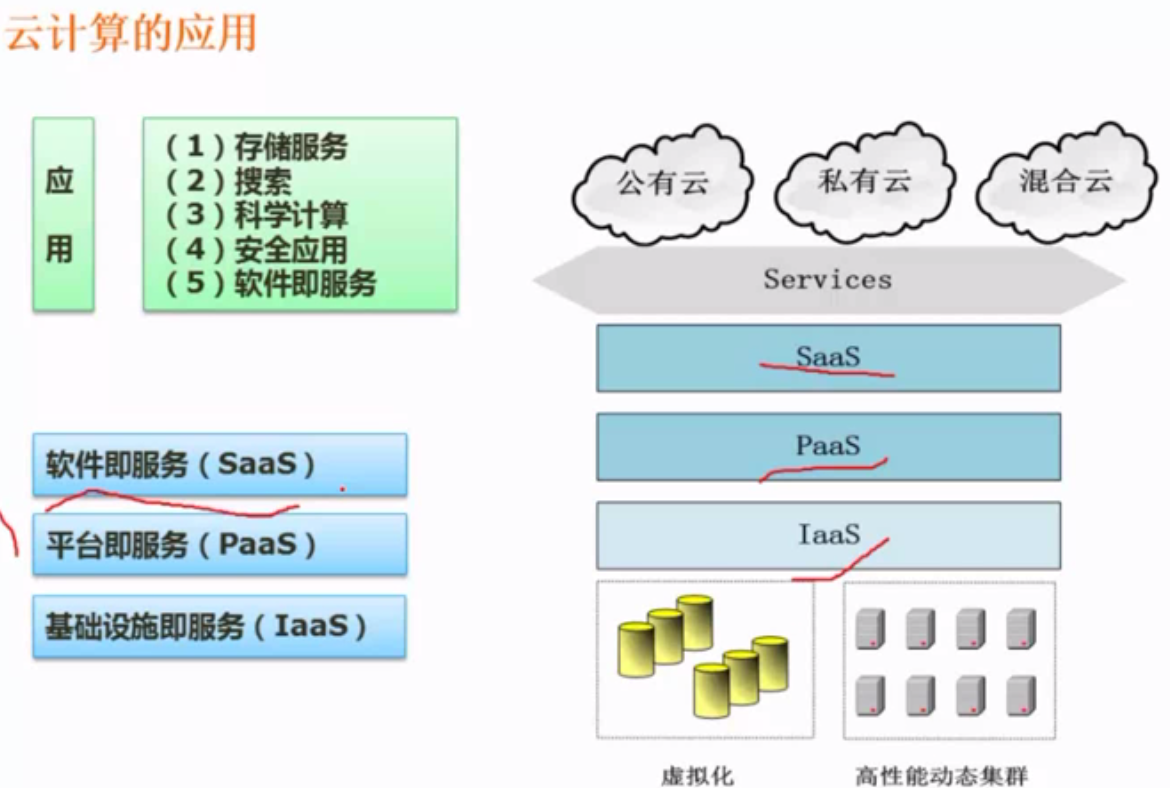 云计算的应用
应
用
（1）存储服务
（2）搜索
（3）科学计算
（4）安全应用
（5）软件即服务
软件即服务（SaaS）
平台即服务（PaaS）
基础设施即服务（IaaS）
公有云
私有云
混合云
Services
SaaS
PaaS
IaaS
虚拟化
高性能动态集群